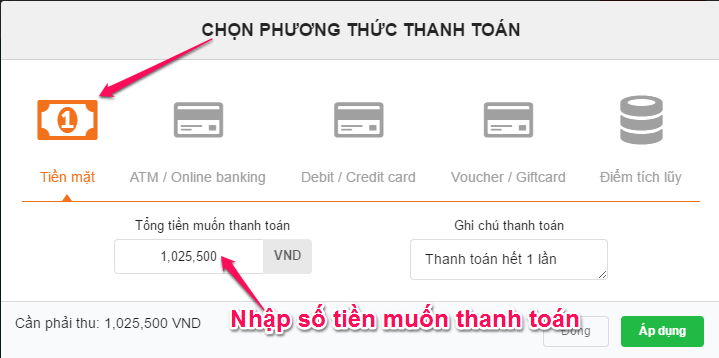 CHỌN PHƯƠNG THỨC THANH TOÁN
1
Tiền mặt
ATM / Online banking
Debit / Credit card
Voucher / Giftcard
Điểm tích lũy
Tổng tiền muốn thanh toán
Ghi chú thanh toán
1,025,500 VND
Thanh toán hết 1 lần
Cần phải thu: 1,025,500 VND
Nhập số tiền muốn thanh toán
Đóng
Áp dụng